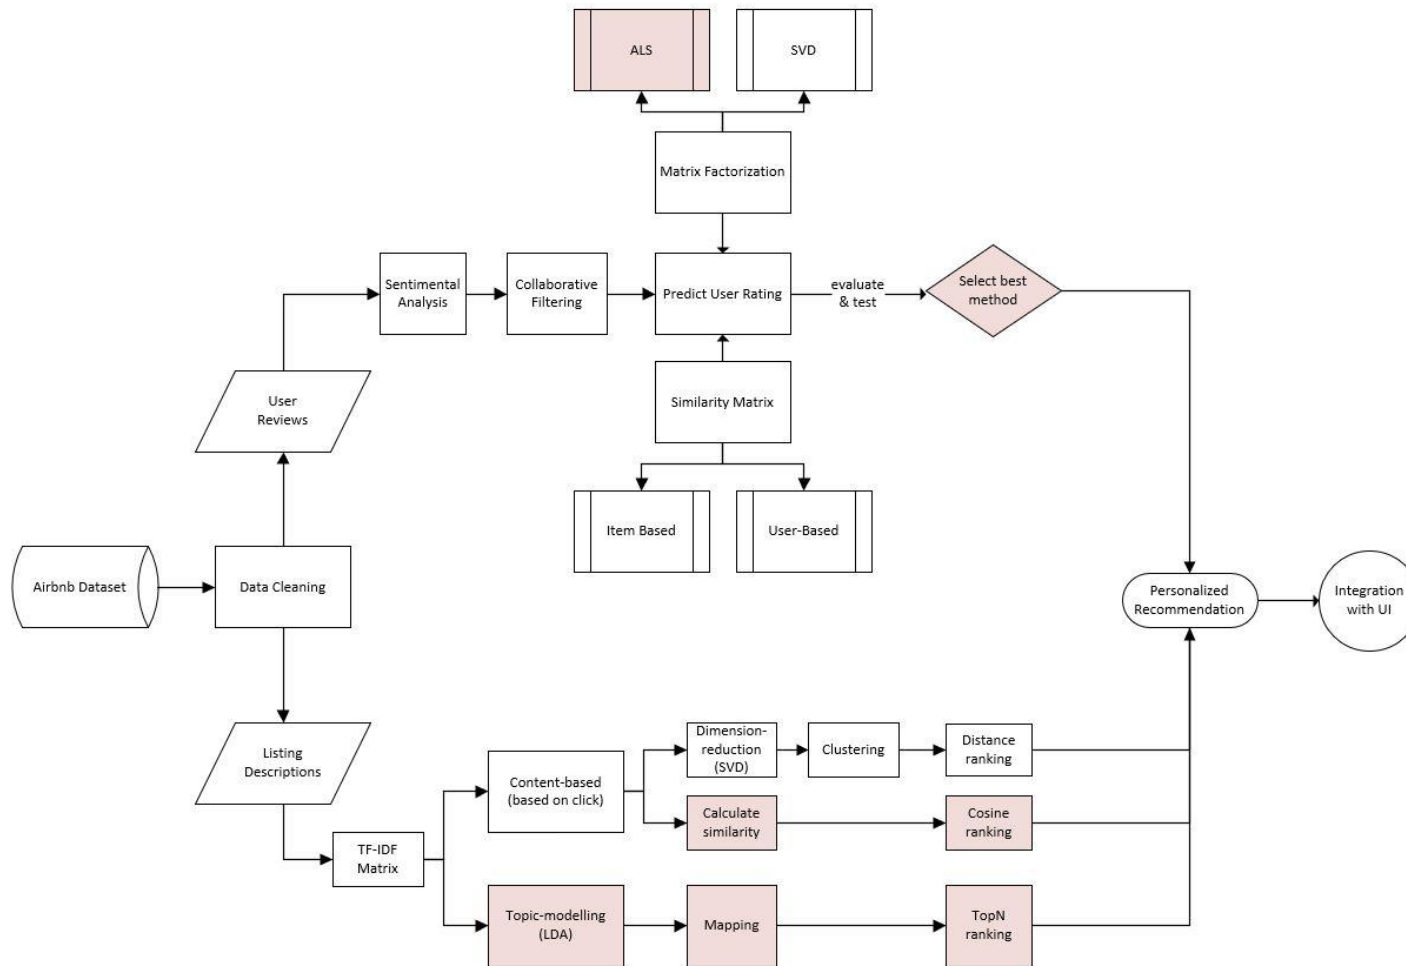 ALS
SVD
Matrix Factorization
Sentimental
Analysis
Collaborative
Filtering
Predict User Rating
evaluate
& test
Select best
method
User
Reviews
Similarity Matrix
Item Based
User-Based
Airbnb Dataset
Data Cleaning
Personalized
Recommendation
Integration
with UI
Listing
Descriptions
Content-based
(based on click)
Dimension-
reduction
(SVD)
Clustering
Distance
ranking
Calculate
similarity
Cosine
ranking
TF-IDF
Matrix
Topic-modelling
(LDA)
Mapping
TopN
ranking